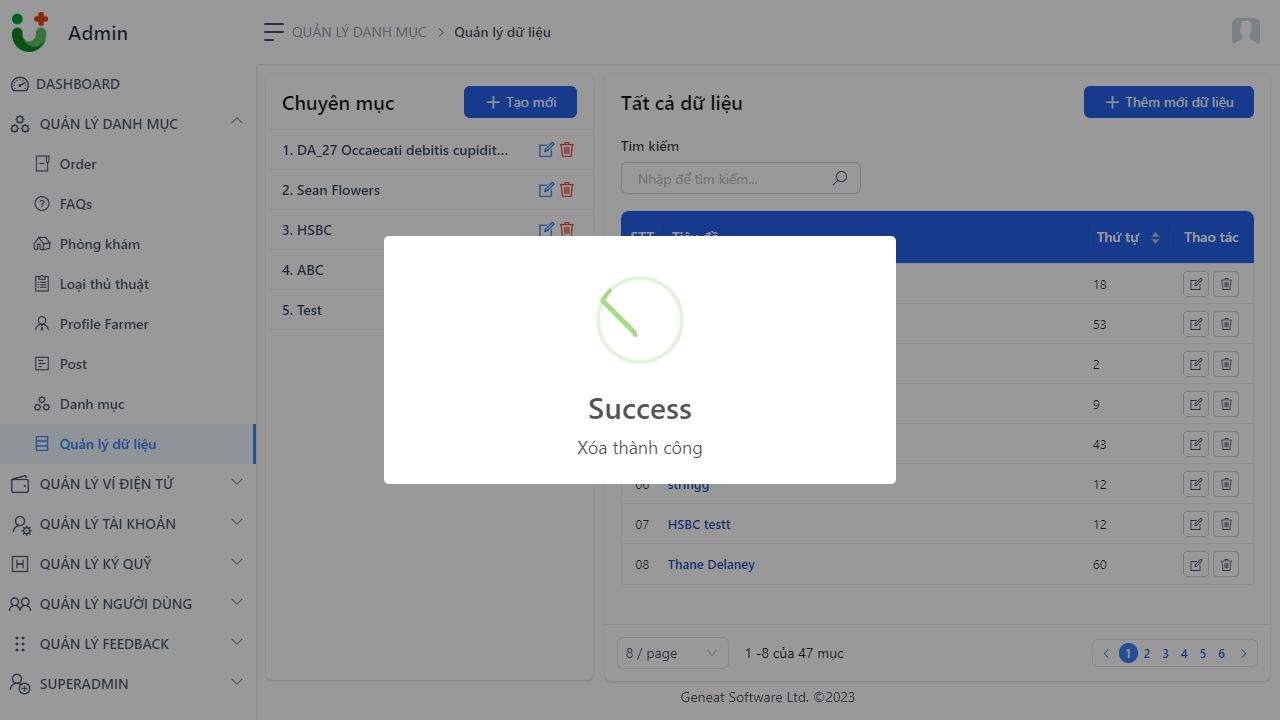 Admin
QUẢN LÝ DANH MỤC
Quản lý dữ liệu
DASHBOARD
QUẢN LÝ DANH MỤC
Order
FAQs
Phòng khám
Loại thủ thuật
Profile Farmer
Post
Danh mục
Quản lý dữ liệu
QUẢN LÝ VÍ ĐIỆN TỬ
QUẢN LÝ TÀI KHOẢN
QUẢN LÝ KÝ QUỸ
QUẢN LÝ NGƯỜI DÙNG
QUẢN LÝ FEEDBACK
SUPERADMIN
Chuyên mục
Tạo mới
1. DA_27 Occaecati debitis cupidit...
2. Sean Flowers
3. HSBC
4. ABC
5. Test
Tất cả dữ liệu
Thêm mới dữ liệu
Tìm kiếm
Nhập để tìm kiếm...
STT Tiêu đề Thứ tự Thao tác
18
53
2
9
43
06 stringg 12
07 HSBC testt 12
08 Thane Delaney 60
Success
Xóa thành công
8 / page
1 -8 của 47 mục
1 2 3 4 5 6
Geneat Software Ltd. ©2023